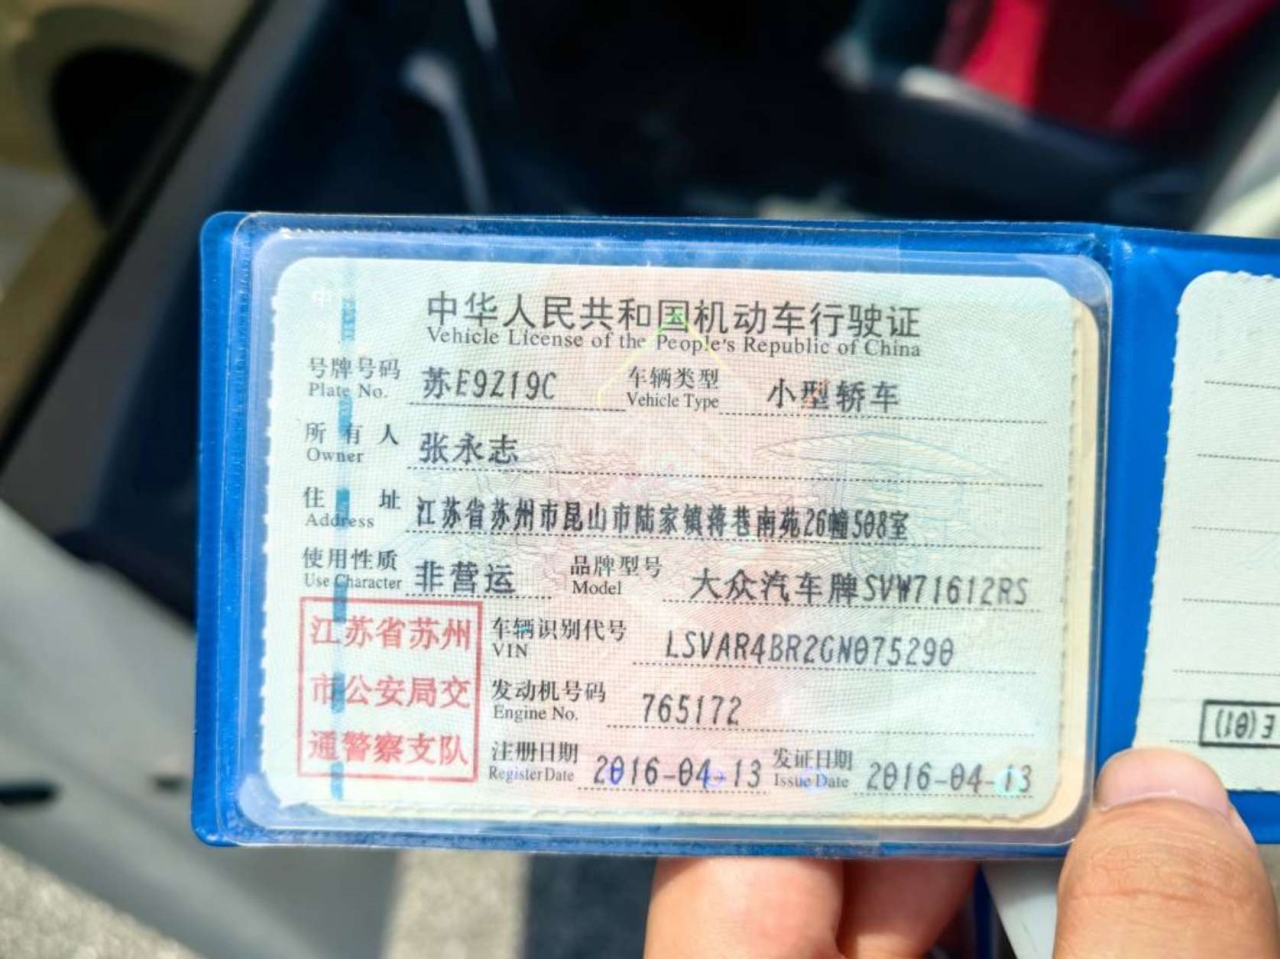 中华人民共和国机动车行驶证
Vehicle License of the People's Republic of China
号牌号码 苏E9Z19C 车辆类型 小型轿车
Plate No. Vehicle Type
所有人 张永志
Owner
住址 江苏省苏州市昆山市陆家镇蒋巷南苑26幢508室
Address
使用性质 非营运 品牌型号 大众汽车牌SVW71612RS
Use Character Model
江苏省苏州
市公安局交
通警察支队
车辆识别代号 LSVAR4BR2GN075290
VIN
发动机号码 765172
Engine No.
注册日期 2016-04-13 发证日期 2016-04-13
Register Date Issue Date